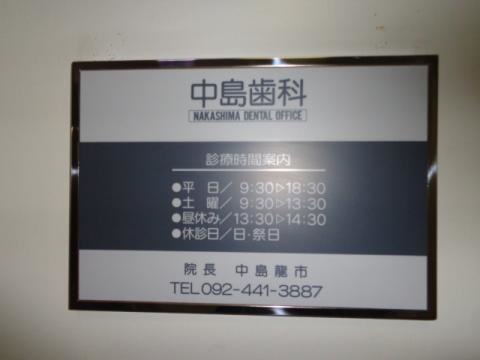 中島歯科
NAKASHIMA DENTAL OFFICE
診療時間案内
●平 日／ 9:30▷18:30
●土 曜／ 9:30▷13:30
●昼休み／13:30▷14:30
●休診日／日・祭日
院長 中島龍市
TEL 092-441-3887